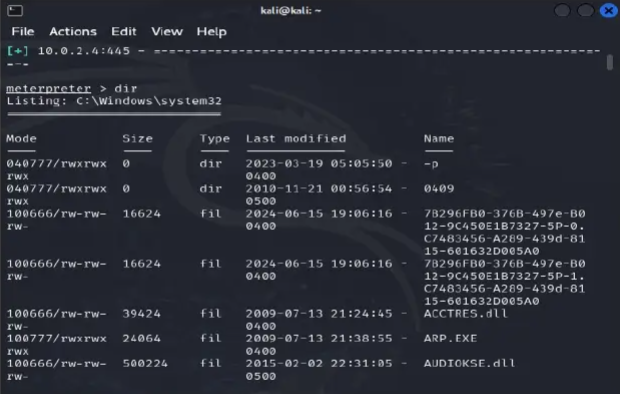 kali@kali: ~
File Actions Edit View Help
[+] 10.0.2.4:445 - =-=-=-=-=-=-=-=-=-=-=-=-=-=-=-=-=-=-=-=-=-=-=-=-=-=-=-=-=
-=-=
meterpreter > dir
Listing: C:\Windows\system32
============================
Mode Size Type Last modified Name
040777/rwxrwx 0 dir 2023-03-19 05:05:50 - -p
rwx 0400
040777/rwxrwx 0 dir 2010-11-21 00:56:54 - 0409
rwx 0500
100666/rw-rw- 16624 fil 2024-06-15 19:06:16 - 7B296FB0-376B-497e-B0
rw- 0400 12-9C450E1B7327-5P-0.
C7483456-A289-439d-81
15-601632D005A0
100666/rw-rw- 16624 fil 2024-06-15 19:06:16 - 7B296FB0-376B-497e-B0
rw- 0400 12-9C450E1B7327-5P-1.
C7483456-A289-439d-81
15-601632D005A0
100666/rw-rw- 39424 fil 2009-07-13 21:24:45 - ACCTRES.dll
rw- 0400
100777/rwxrwx 24064 fil 2009-07-13 21:38:55 - ARP.EXE
rwx 0400
100666/rw-rw- 500224 fil 2015-02-02 22:31:05 - AUDIOKSE.dll
rw- 0500